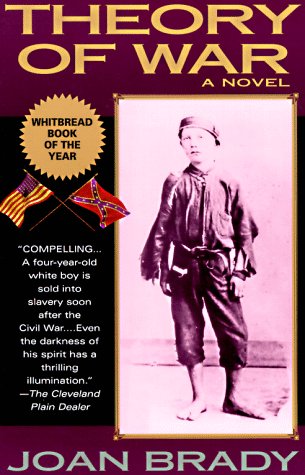 THEORY
OF WAR
A NOVEL
WHITBREAD
BOOK
OF THE
YEAR
"COMPELLING...
A four-year-old
white boy is
sold into
slavery soon
after the
Civil War....Even
the darkness of
his spirit has a
thrilling
illumination."
—The Cleveland
Plain Dealer
JOAN BRADY